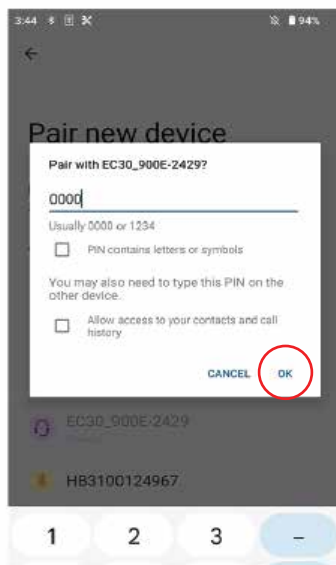 3:44
94%
Pair new device
Pair with EC30_900E-2429?
0000
Usually 0000 or 1234
PIN contains letters or symbols
You may also need to type this PIN on the
other device.
Allow access to your contacts and call
history
CANCEL OK
EC30_900E-2429
HB3100124967
1 2 3 –